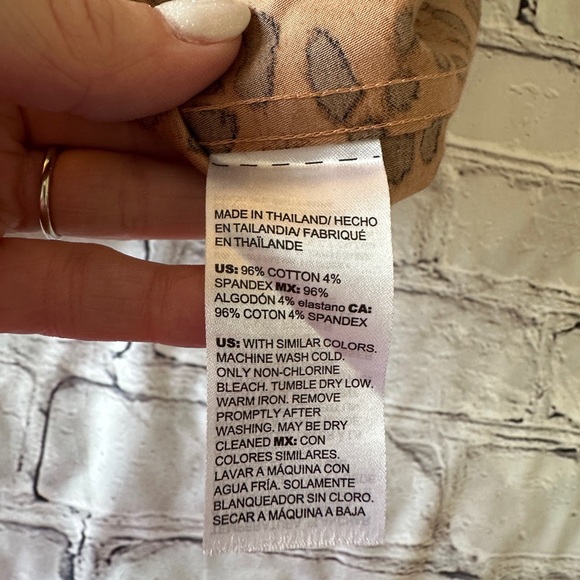 MADE IN THAILAND/ HECHO
EN TAILANDIA/ FABRIQUÉ
EN THAÏLANDE
US: 96% COTTON 4%
SPANDEX MX: 96%
ALGODÓN 4% elastano CA:
96% COTON 4% SPANDEX
US: WITH SIMILAR COLORS.
MACHINE WASH COLD.
ONLY NON-CHLORINE
BLEACH. TUMBLE DRY LOW.
WARM IRON. REMOVE
PROMPTLY AFTER
WASHING. MAY BE DRY
CLEANED MX: CON
COLORES SIMILARES.
LAVAR A MÁQUINA CON
AGUA FRÍA. SOLAMENTE
BLANQUEADOR SIN CLORO.
SECAR A MÁQUINA A BAJA